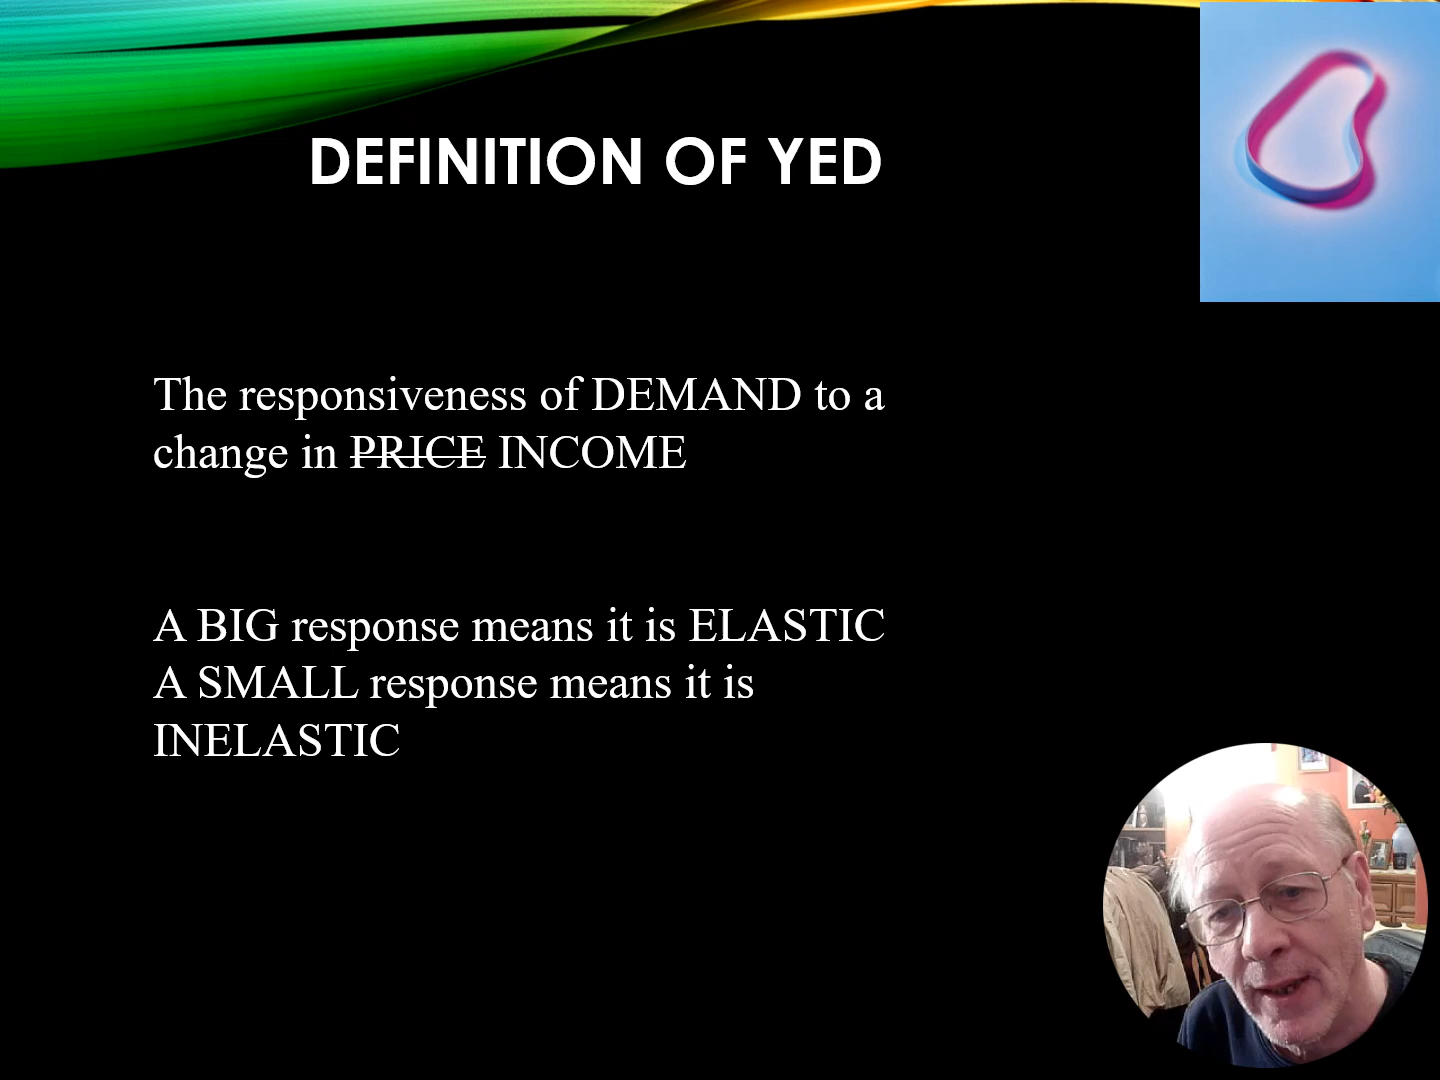 DEFINITION OF YED
The responsiveness of DEMAND to a
change in PRICE INCOME
A BIG response means it is ELASTIC
A SMALL response means it is
INELASTIC